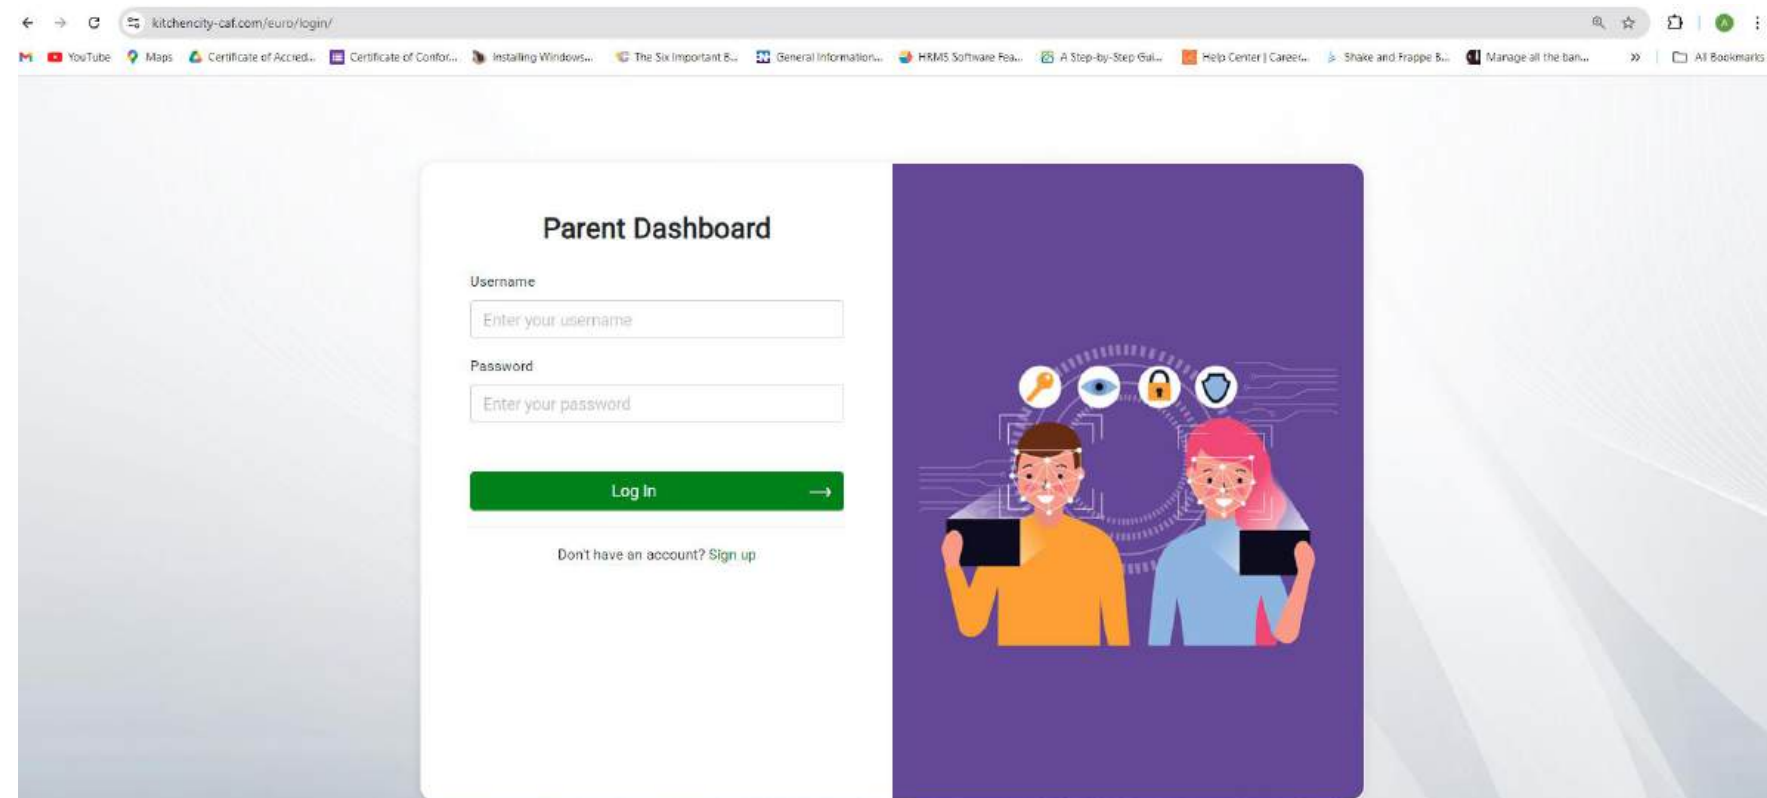 kitchencity-caf.com/euro/login/
YouTube Maps Certificate of Accred... Certificate of Confor... Installing Windows... The Six Important B... General Information... HRMS Software Fea... A Step-by-Step Gui... Help Center | Career... Shake and Frappe B... Manage all the ban... » All Bookmarks
Parent Dashboard
Username
Enter your username
Password
Enter your password
Log In →
Don't have an account? Sign up